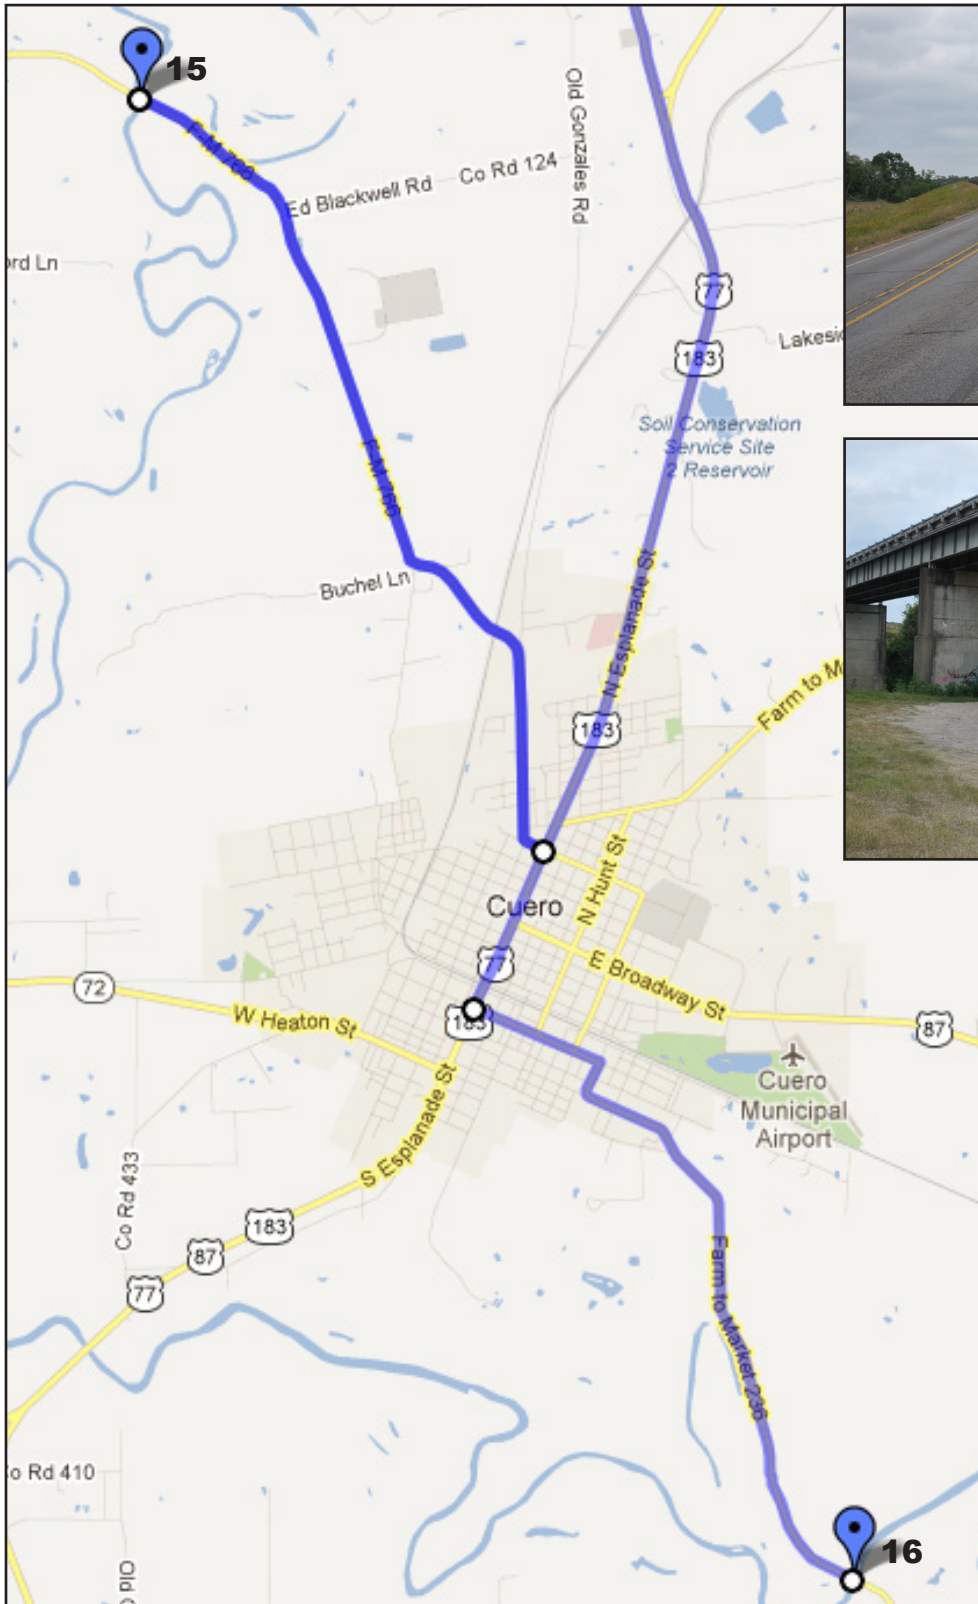 15
F-M 766
Ed Blackwell Rd
Co Rd 124
Old Gonzales Rd
rd Ln
77
Lakesi
183
Soil Conservation
Service Site
2 Reservoir
F-M 766
Buchel Ln
N Esplanade St
183
Farm to M
N Hunt St
Cuero
77
E Broadway St
72
W Heaton St
183
87
Cuero
Municipal
Airport
S Esplanade St
Co Rd 433
183
87
77
Farm to Market 236
o Rd 410
Old
16